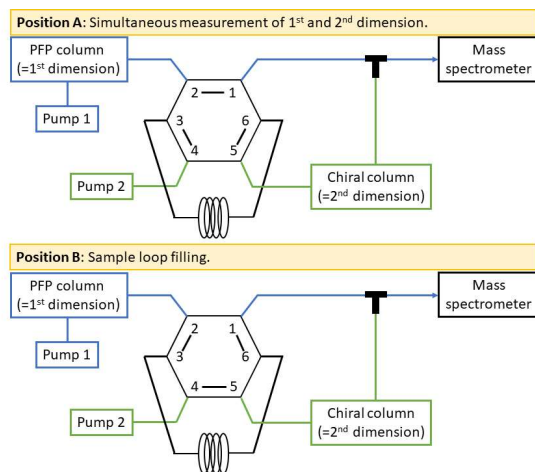 Position A: Simultaneous measurement of 1st and 2nd dimension.
PFP column
(=1st dimension)
Mass
spectrometer
Pump 1
2 1
3 6
4 5
Pump 2
Chiral column
(=2nd dimension)
Position B: Sample loop filling.
PFP column
(=1st dimension)
Mass
spectrometer
Pump 1
2 1
3 6
4 5
Pump 2
Chiral column
(=2nd dimension)